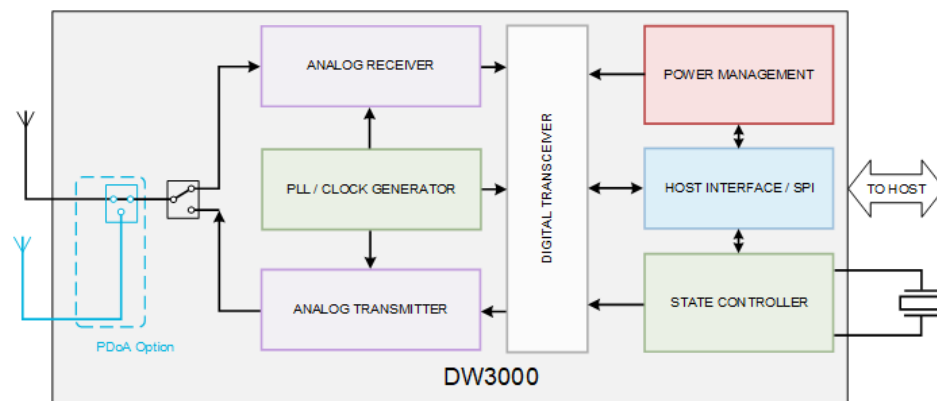 ANALOG RECEIVER
POWER MANAGEMENT
PLL / CLOCK GENERATOR
DIGITAL TRANSCEIVER
HOST INTERFACE / SPI
TO HOST
ANALOG TRANSMITTER
STATE CONTROLLER
PDoA Option
DW3000